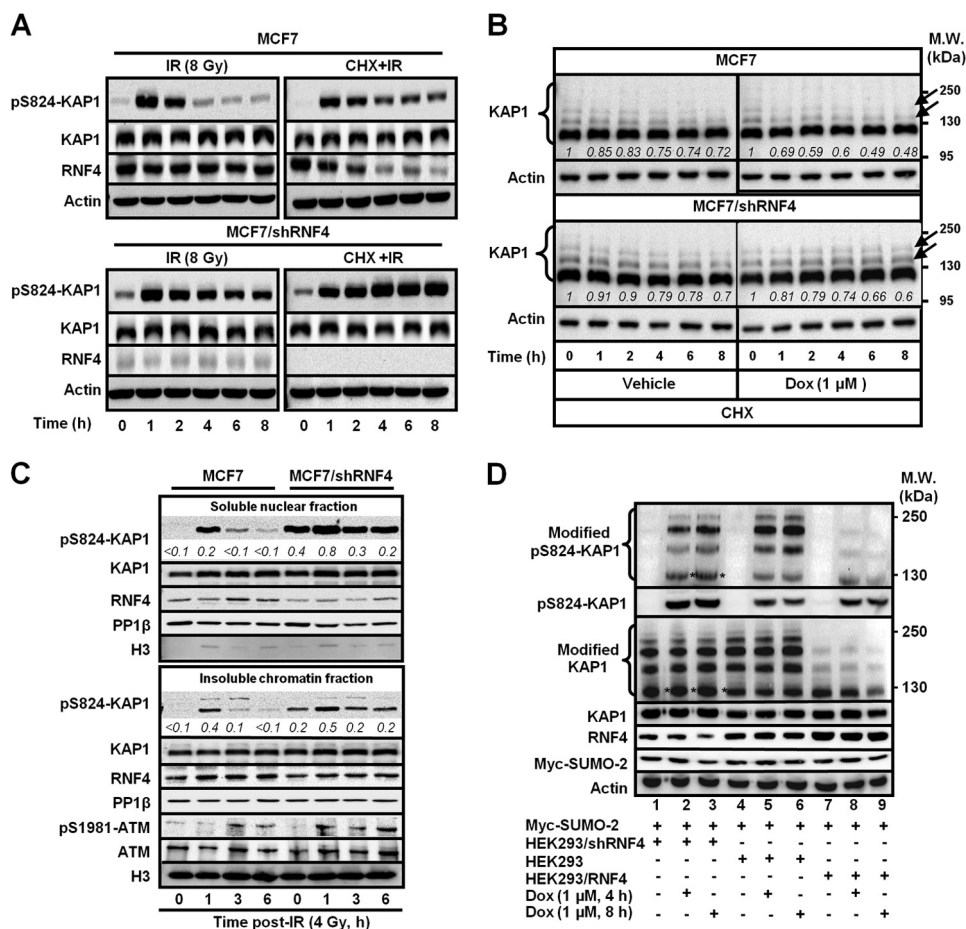 A
MCF7
IR (8 Gy) CHX+IR
pS824-KAP1
KAP1
RNF4
Actin
MCF7/shRNF4
IR (8 Gy) CHX +IR
pS824-KAP1
KAP1
RNF4
Actin
Time (h) 0 1 2 4 6 8 0 1 2 4 6 8
B
M.W.
(kDa)
MCF7
250
KAP1
130
1 0.85 0.83 0.75 0.74 0.72 1 0.69 0.59 0.6 0.49 0.48
95
Actin
MCF7/shRNF4
250
KAP1
130
1 0.91 0.9 0.79 0.78 0.7 1 0.81 0.79 0.74 0.66 0.6
95
Actin
Time (h) 0 1 2 4 6 8 0 1 2 4 6 8
Vehicle Dox (1 µM )
CHX
C
MCF7 MCF7/shRNF4
Soluble nuclear fraction
pS824-KAP1
<0.1 0.2 <0.1 <0.1 0.4 0.8 0.3 0.2
KAP1
RNF4
PP1β
H3
Insoluble chromatin fraction
pS824-KAP1
<0.1 0.4 0.1 <0.1 0.2 0.5 0.2 0.2
KAP1
RNF4
PP1β
pS1981-ATM
ATM
H3
0 1 3 6 0 1 3 6
Time post-IR (4 Gy, h)
D
M.W.
(kDa)
250
Modified
pS824-KAP1
* *
130
pS824-KAP1
250
Modified
KAP1
* * *
130
KAP1
RNF4
Myc-SUMO-2
Actin
1 2 3 4 5 6 7 8 9
Myc-SUMO-2 + + + + + + + + +
HEK293/shRNF4 + + + - - - - - -
HEK293 - - - + + + - - -
HEK293/RNF4 - - - - - - + + +
Dox (1 µM, 4 h) - + - - + - - + -
Dox (1 µM, 8 h) - - + - - + - - +